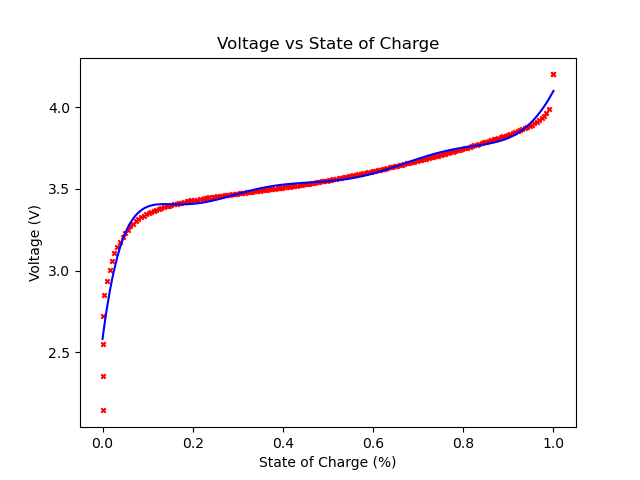 Voltage vs State of Charge
4.0
3.5
3.0
2.5
Voltage (V)
0.0 0.2 0.4 0.6 0.8 1.0
State of Charge (%)